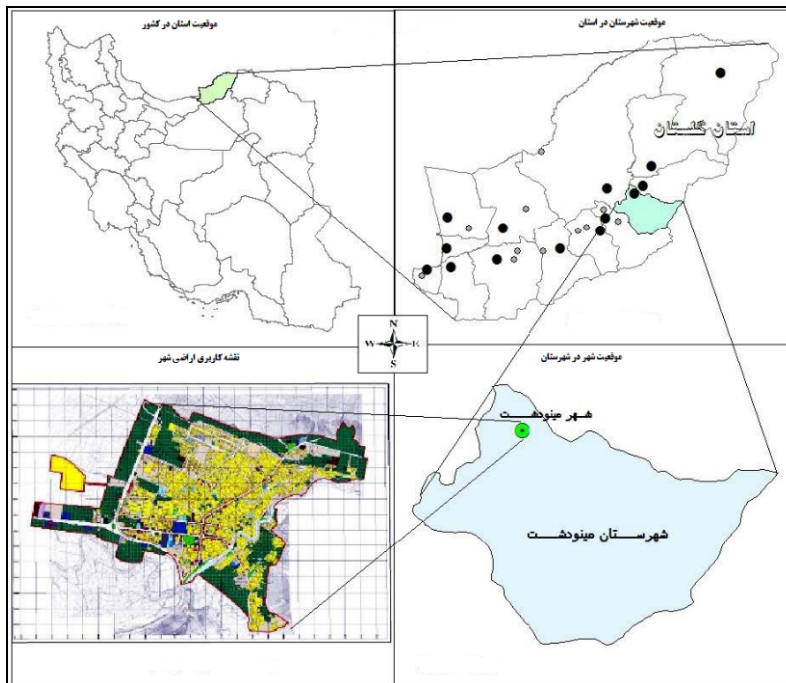 موقعیت استان در کشور
موقعیت شهرستان در استان
استان گلستان
N
W E
S
نقشه کاربری اراضی شهر
موقعیت شهر در شهرستان
شهر مینودشت
شهرستان مینودشت